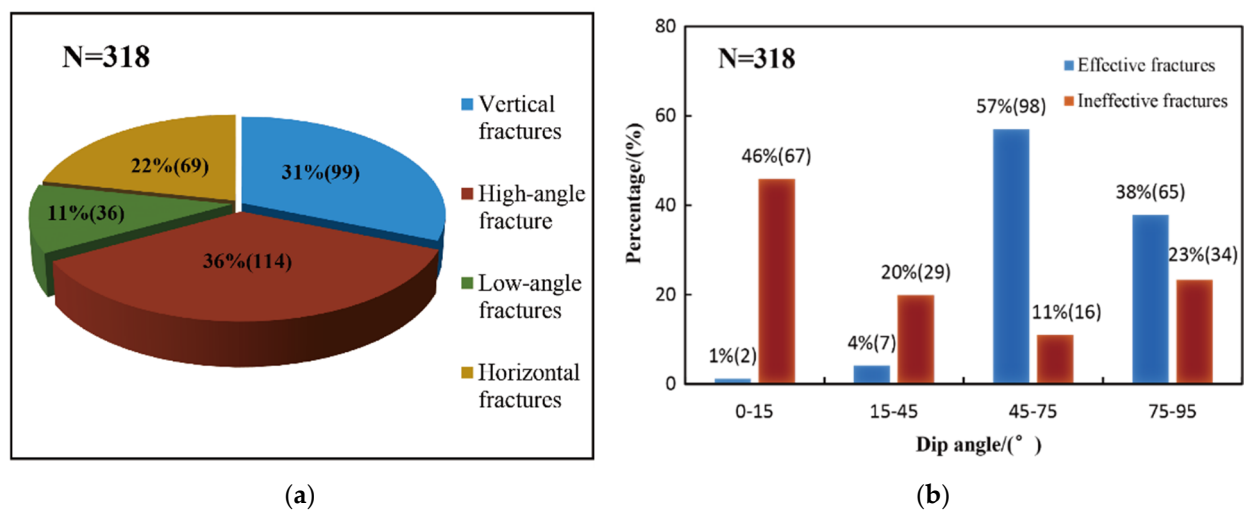 N=318
31%(99)
22%(69)
11%(36)
36%(114)
Vertical
fractures
High-angle
fracture
Low-angle
fractures
Horizontal
fractures
(a)
N=318
Effective fractures
Ineffective fractures
Percentage/(%)
80
60
40
20
0
1%(2)
46%(67)
4%(7)
20%(29)
57%(98)
11%(16)
38%(65)
23%(34)
0-15
15-45
45-75
75-95
Dip angle/(°)
(b)